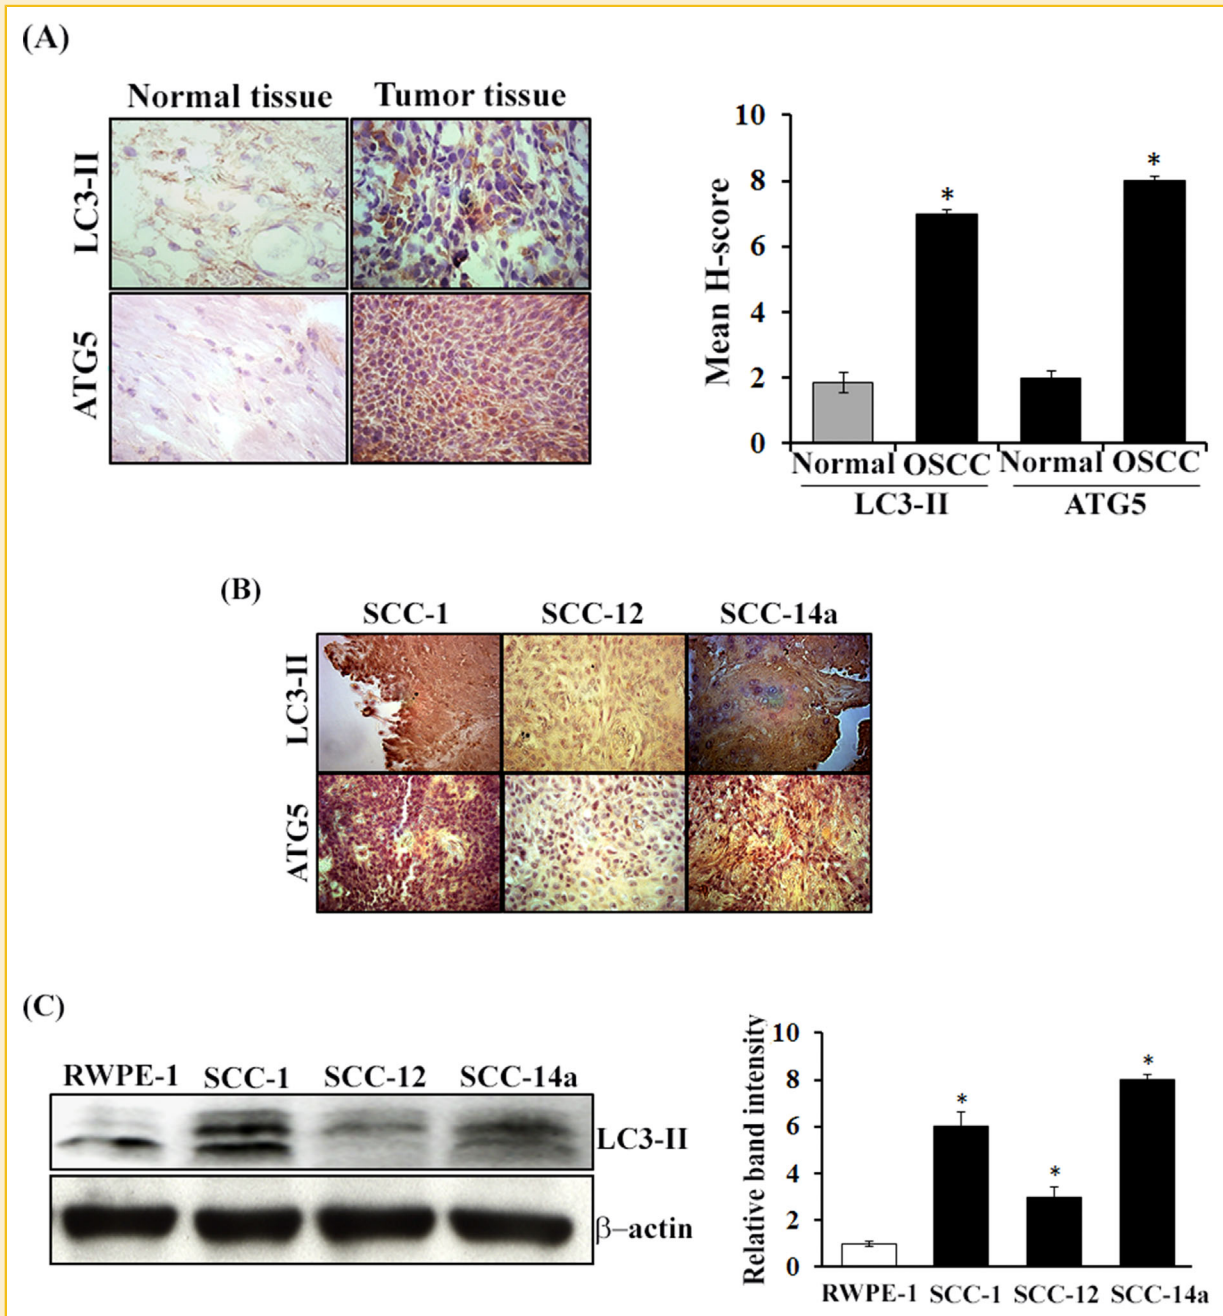 (A)
Normal tissue Tumor tissue
LC3-II
ATG5
Mean H-score
10
8
6
4
2
0
* *
Normal OSCC Normal OSCC
LC3-II ATG5
(B)
SCC-1 SCC-12 SCC-14a
LC3-II
ATG5
(C)
RWPE-1 SCC-1 SCC-12 SCC-14a
LC3-II
β–actin
Relative band intensity
10
8
6
4
2
0
* * *
RWPE-1 SCC-1 SCC-12 SCC-14a